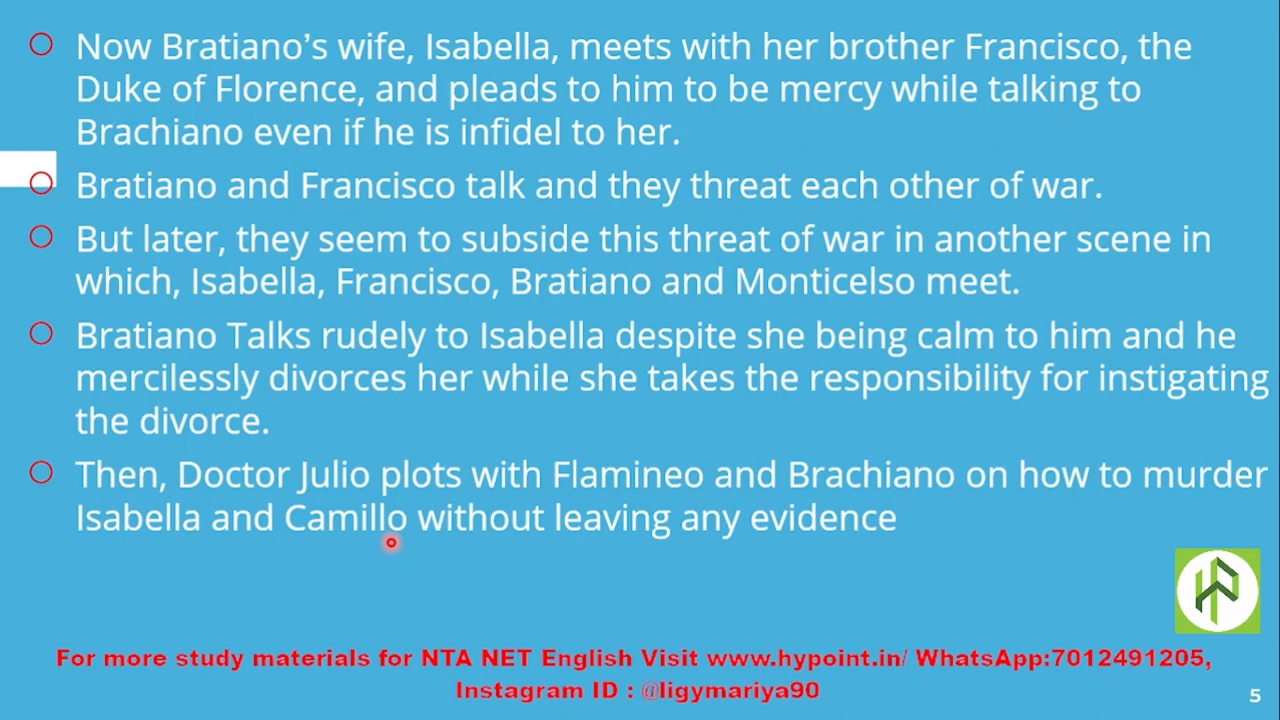 Now Bratiano’s wife, Isabella, meets with her brother Francisco, the
Duke of Florence, and pleads to him to be mercy while talking to
Brachiano even if he is infidel to her.
Bratiano and Francisco talk and they threat each other of war.
But later, they seem to subside this threat of war in another scene in
which, Isabella, Francisco, Bratiano and Monticelso meet.
Bratiano Talks rudely to Isabella despite she being calm to him and he
mercilessly divorces her while she takes the responsibility for instigating
the divorce.
Then, Doctor Julio plots with Flamineo and Brachiano on how to murder
Isabella and Camillo without leaving any evidence
For more study materials for NTA NET English Visit www.hypoint.in/ WhatsApp:7012491205,
Instagram ID : @ligymariya90
5